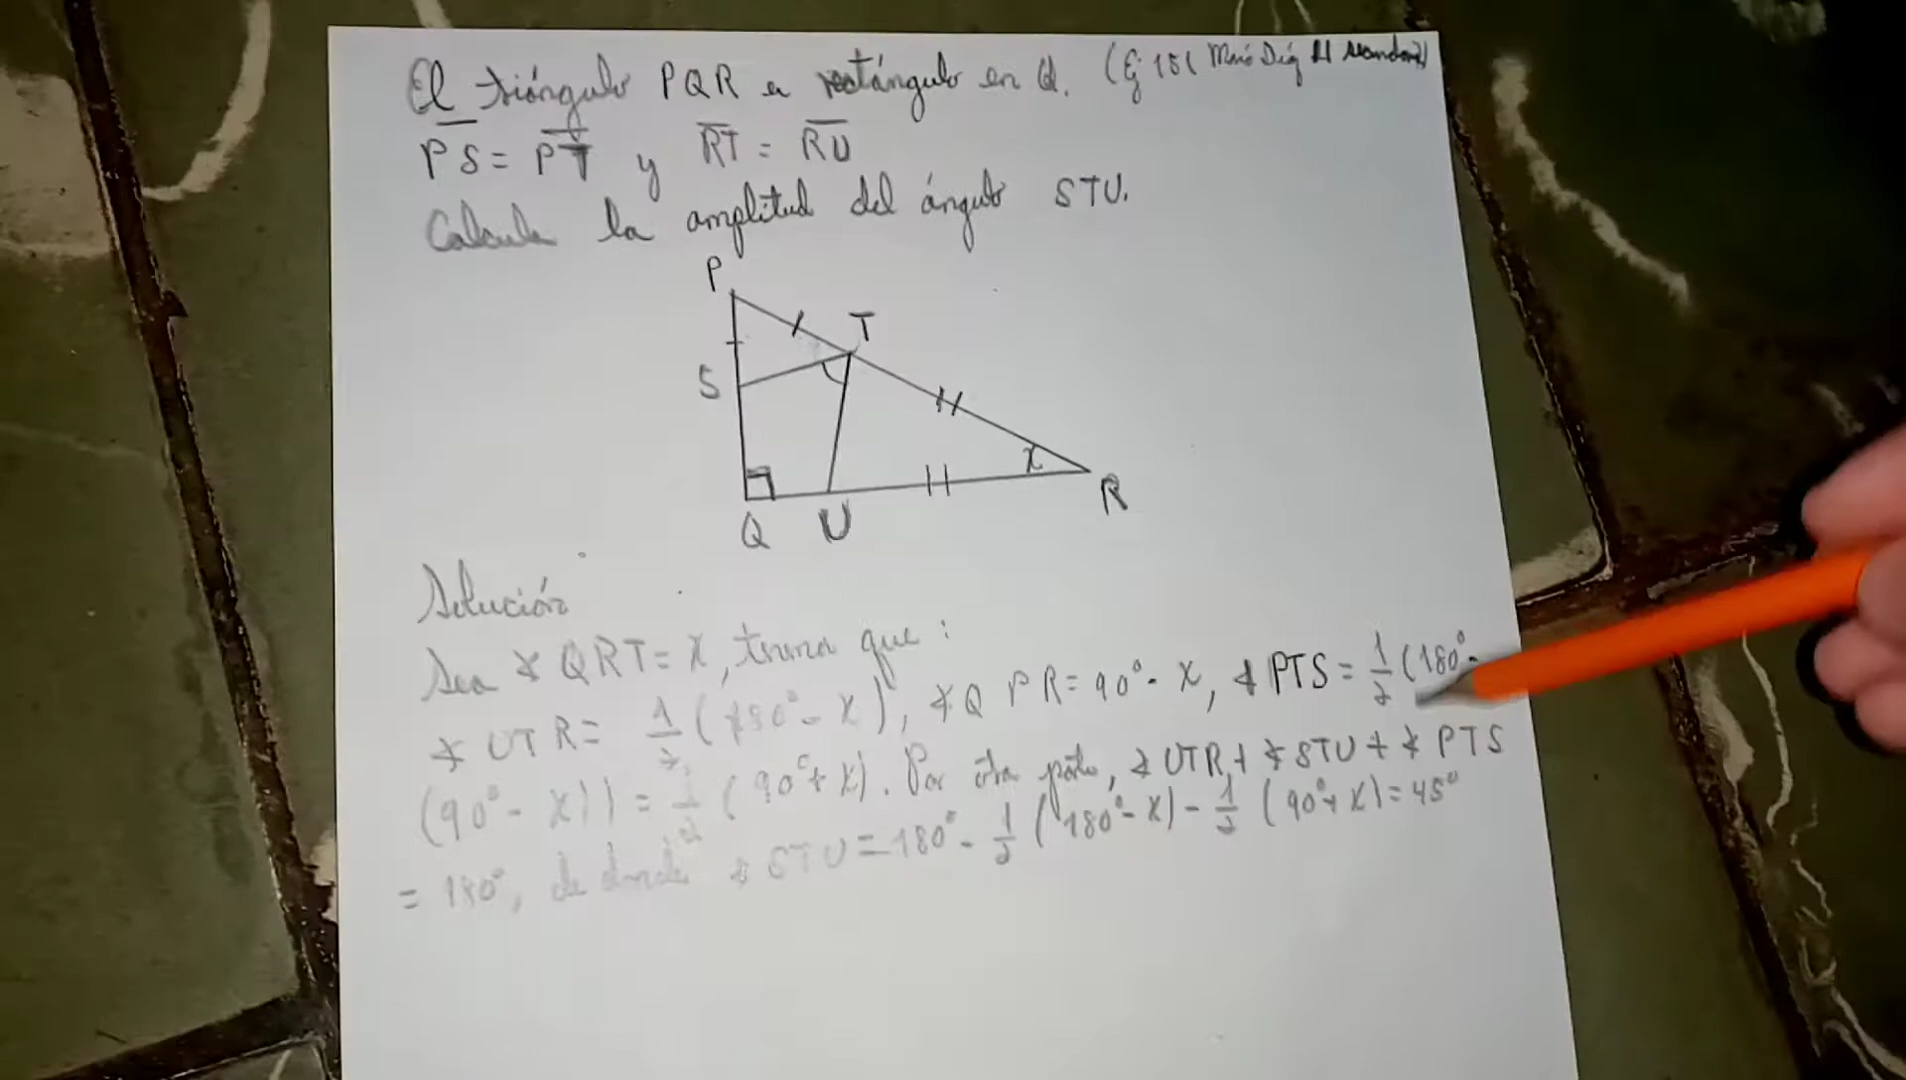 El triángulo PQR es rectángulo en Q. (Ej 151
PS = PT y RT = RU
Calcula la amplitud del ángulo STU.
P
T
S
x
R
Q U
Solución
Sea ∢ QRT = x, tenemos que:
∢ UTR = 1/2 (180° - x), ∢ Q P R = 90° - x, ∢ PTS = 1/2 (180° -
(90° - x)) = 1/2 (90° + x). Por otra parte, ∢ UTR + ∢ STU + ∢ PTS
= 180°, de donde ∢ STU = 180° - 1/2 (180° - x) - 1/2 (90° + x) = 45°